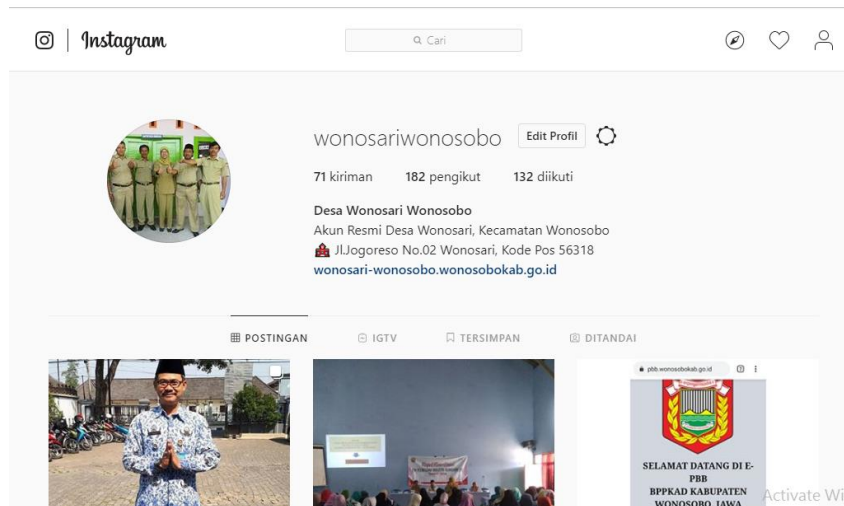 Instagram
Cari
wonosariwonosobo Edit Profil
71 kiriman 182 pengikut 132 diikuti
Desa Wonosari Wonosobo
Akun Resmi Desa Wonosari, Kecamatan Wonosobo
Jl.Jogoreso No.02 Wonosari, Kode Pos 56318
wonosari-wonosobo.wonosobokab.go.id
POSTINGAN IGTV TERSIMPAN DITANDAI
pbb.wonosobokab.go.id
SELAMAT DATANG DI E-
PBB
BPPKAD KABUPATEN
WONOSOBO, JAWA
Activate Wi